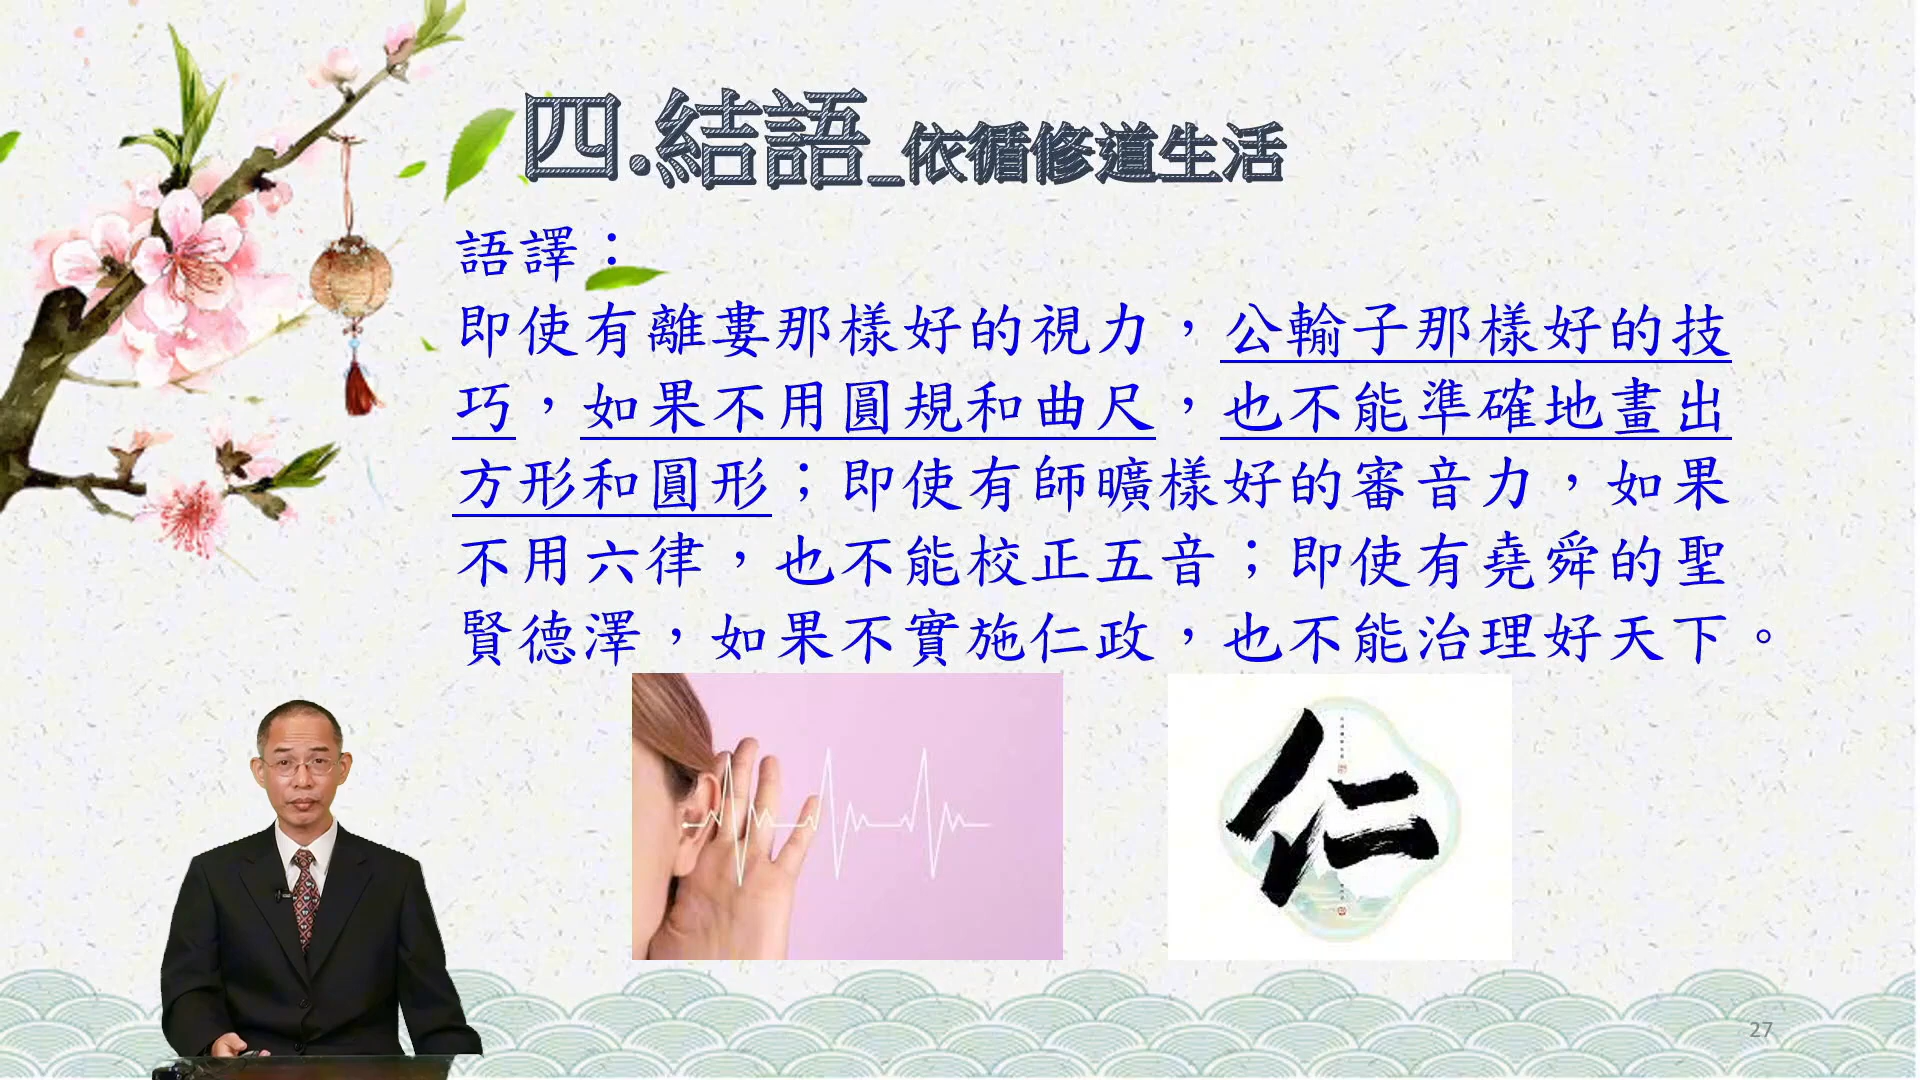 四.結語_依循修道生活
語譯：
即使有離婁那樣好的視力，公輸子那樣好的技
巧，如果不用圓規和曲尺，也不能準確地畫出
方形和圓形；即使有師曠樣好的審音力，如果
不用六律，也不能校正五音；即使有堯舜的聖
賢德澤，如果不實施仁政，也不能治理好天下。
仁
27